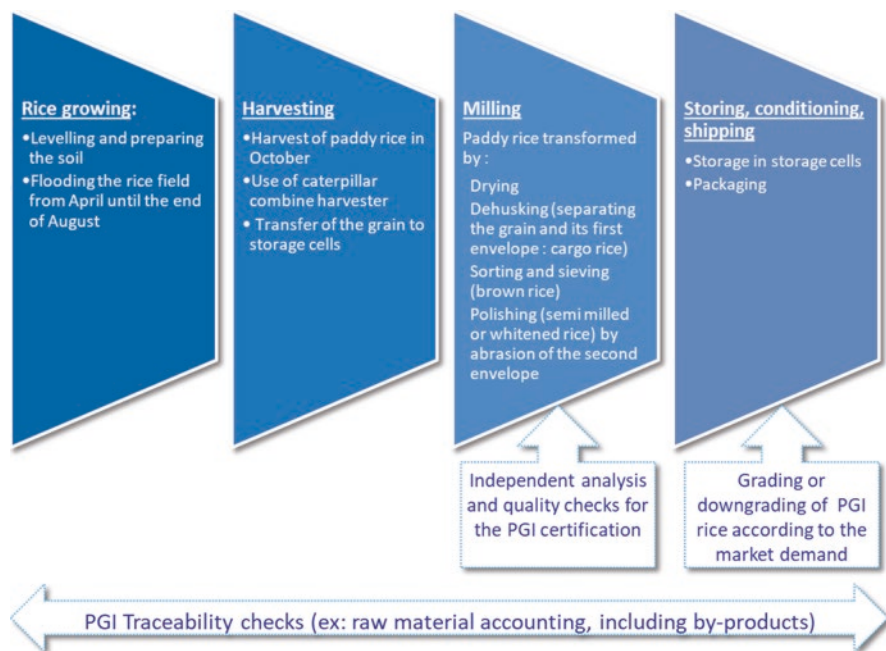 Rice growing:
•Levelling and preparing
the soil
•Flooding the rice field
from April until the end
of August
Harvesting
•Harvest of paddy rice in
October
•Use of caterpillar
combine harvester
• Transfer of the grain to
storage cells
Milling
Paddy rice transformed
by :
Drying
Dehusking (separating
the grain and its first
envelope : cargo rice)
Sorting and sieving
(brown rice)
Polishing (semi milled
or whitened rice) by
abrasion of the second
envelope
Storing, conditioning,
shipping
•Storage in storage cells
•Packaging
Independent analysis
and quality checks for
the PGI certification
Grading or
downgrading of PGI
rice according to the
market demand
PGI Traceability checks (ex: raw material accounting, including by-products)